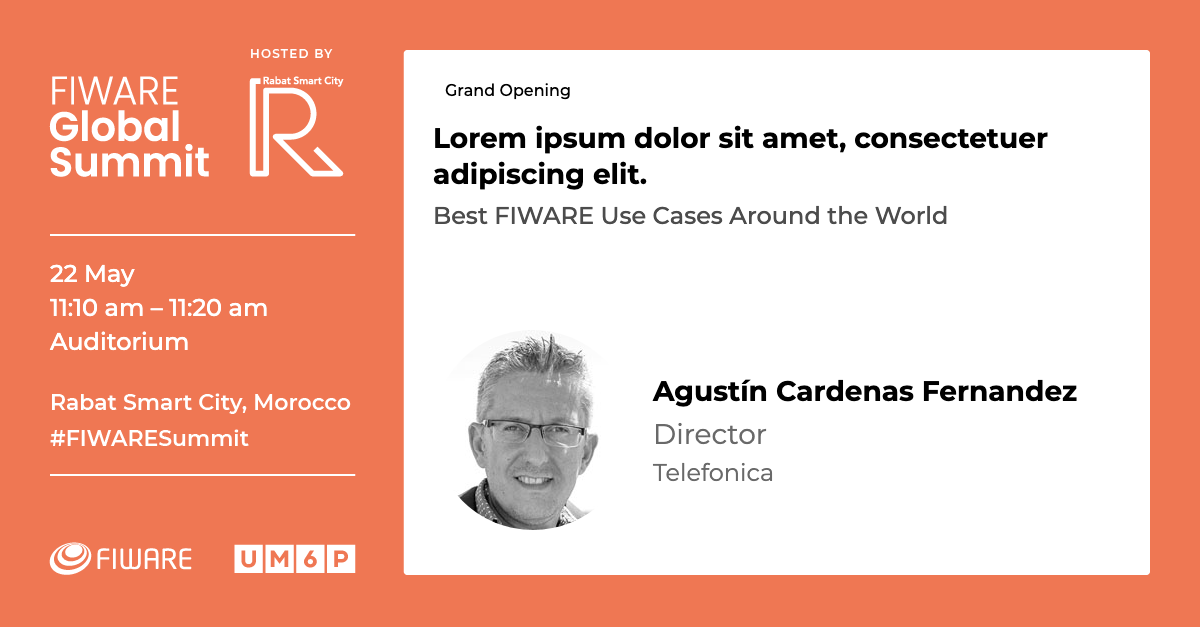 HOSTED BY
FIWARE
Global
Summit
Rabat Smart City
R
22 May
11:10 am – 11:20 am
Auditorium
Rabat Smart City, Morocco
#FIWARESummit
FIWARE
UM6P
Grand Opening
Lorem ipsum dolor sit amet, consectetuer
adipiscing elit.
Best FIWARE Use Cases Around the World
Agustín Cardenas Fernandez
Director
Telefonica